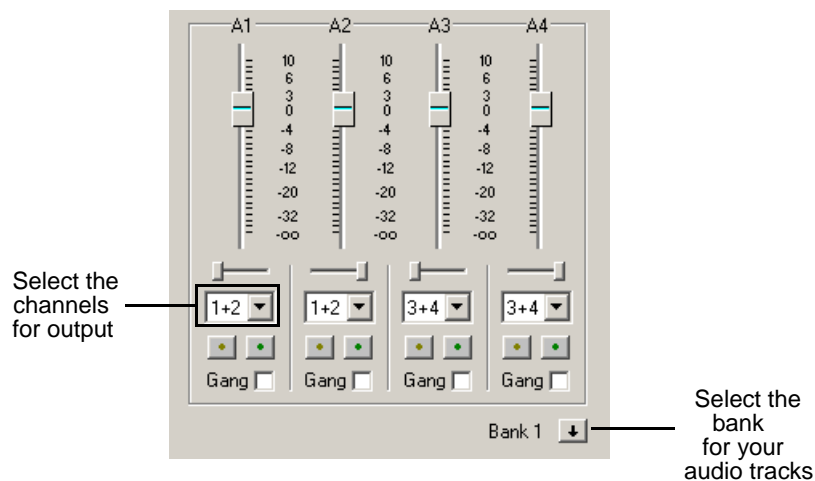 A1 A2 A3 A4
10 10 10
6 6 6
3 3 3
0 0 0
-4 -4 -4
-8 -8 -8
-12 -12 -12
-20 -20 -20
-32 -32 -32
-oo -oo -oo
Select the
channels
for output
1+2 1+2 3+4 3+4
Gang Gang Gang Gang
Bank 1
Select the
bank
for your
audio tracks